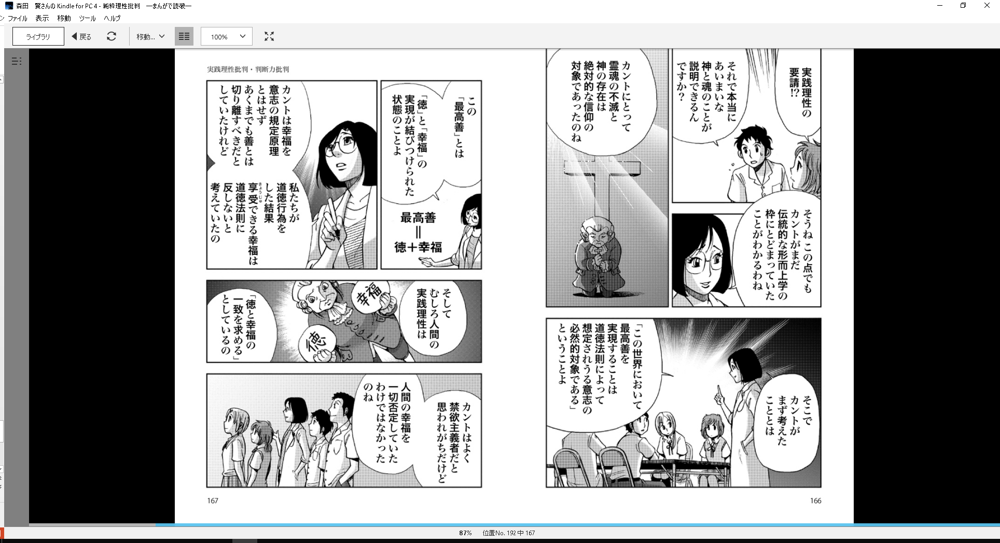 森田　賢さんの Kindle for PC 4 - 純粋理性批判　―まんがで読破―
ファイル 表示 移動 ツール ヘルプ
ライブラリ 戻る 移動... 100%
実践理性の
要請!?
それで本当に
あいまいな
神と魂のことが
説明できるん
ですか？
カントにとって
霊魂の不滅と
神の存在は
絶対的な信仰の
対象であったのね
そうねこの点でも
カントがまだ
伝統的な形而上学の
枠にとどまっていた
ことがわかるわね
そこで
カントが
まず考えた
こととは
「この世界において
最高善を
実現することは
道徳法則によって
想定されうる意志の
必然的対象である」
ということよ
166
実践理性批判・判断力批判
この
「最高善」とは
「徳」と「幸福」の
実現が結びつけられた
状態のことよ
最高善
＝
徳＋幸福
カントは幸福を
意志の規定原理
とはせず
あくまでも善とは
切り離すべきだと
していたけれど
私たちが
道徳行為を
した結果
享受できる幸福は
きょうじゅ
道徳法則に
反しないと
考えていたの
そして
むしろ人間の
実践理性は
幸福
徳
「徳と幸福の
一致を求める」
としているの
カントはよく
禁欲主義者だと
思われがちだけど
人間の幸福を
一切否定していた
わけではなかった
のね
167
87% 位置No. 192 中 167